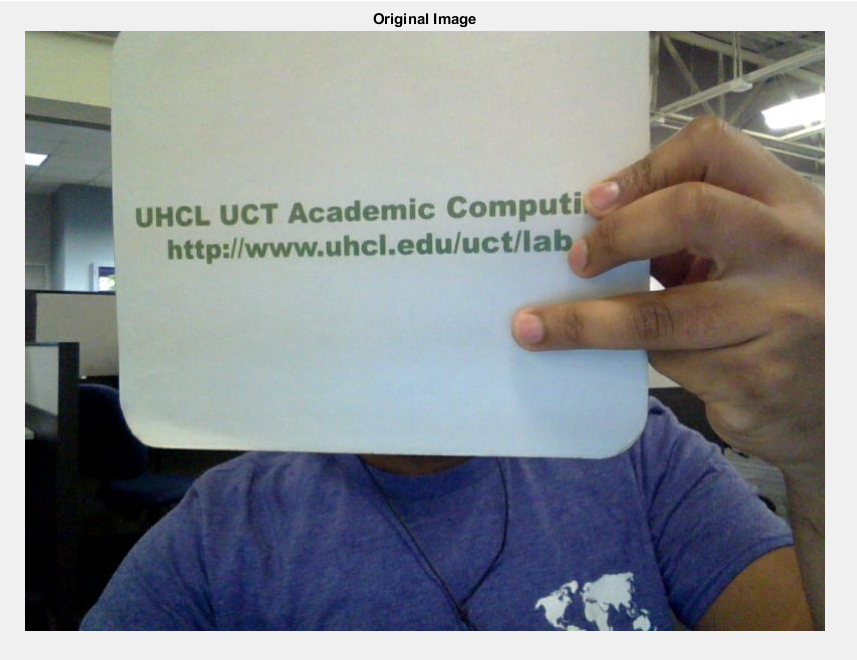 Original Image
UHCL UCT Academic Computi
http://www.uhcl.edu/uct/lab